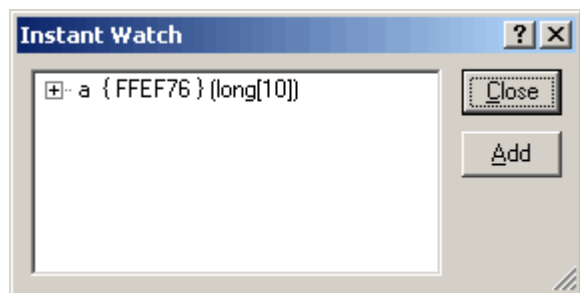 Instant Watch
a { FFEF76 } (long[10])
Close
Add